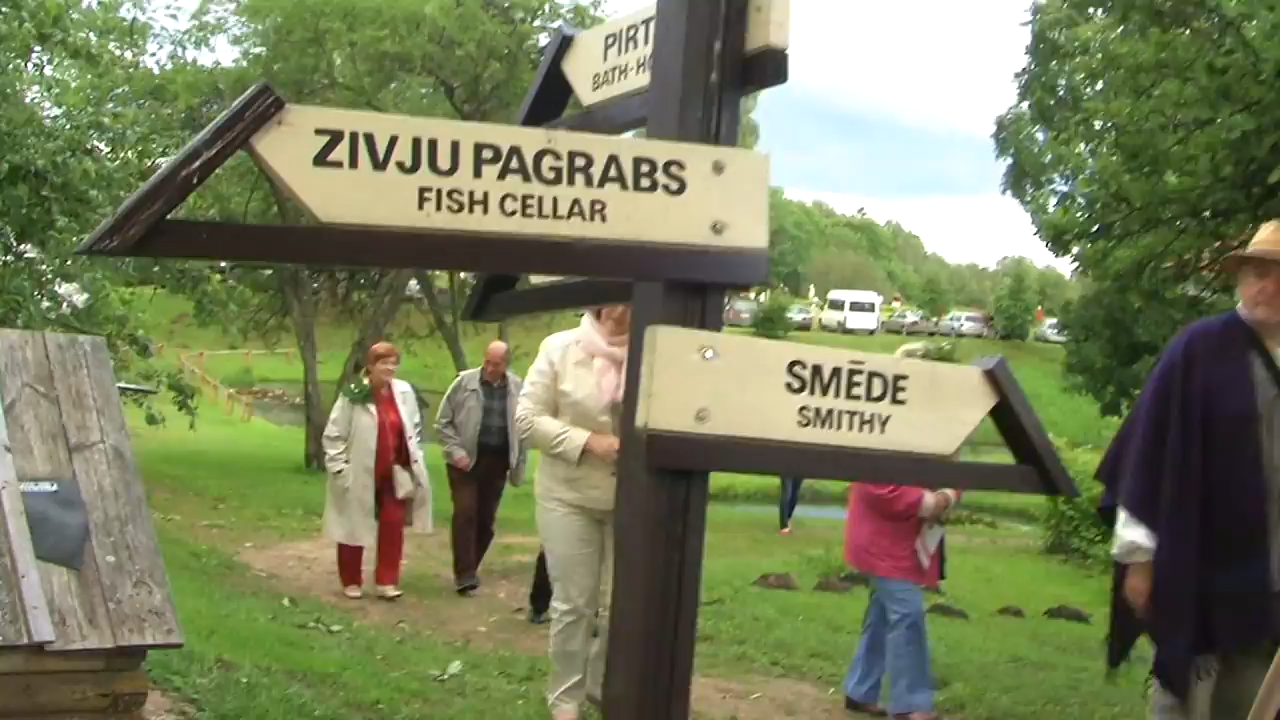 PIRT
BATH-HO
ZIVJU PAGRABS
FISH CELLAR
SMĒDE
SMITHY